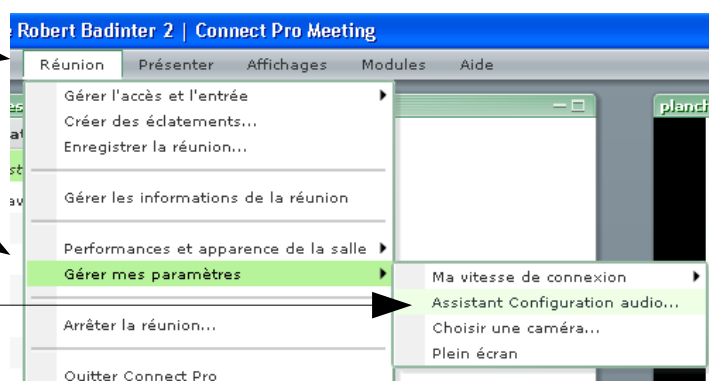 Robert Badinter 2 | Connect Pro Meeting
Réunion Présenter Affichages Modules Aide
Gérer l'accès et l'entrée
Créer des éclatements...
Enregistrer la réunion...
Gérer les informations de la réunion
Performances et apparence de la salle
Gérer mes paramètres
Ma vitesse de connexion
Assistant Configuration audio...
Arrêter la réunion...
Choisir une caméra...
Plein écran
Quitter Connect Pro